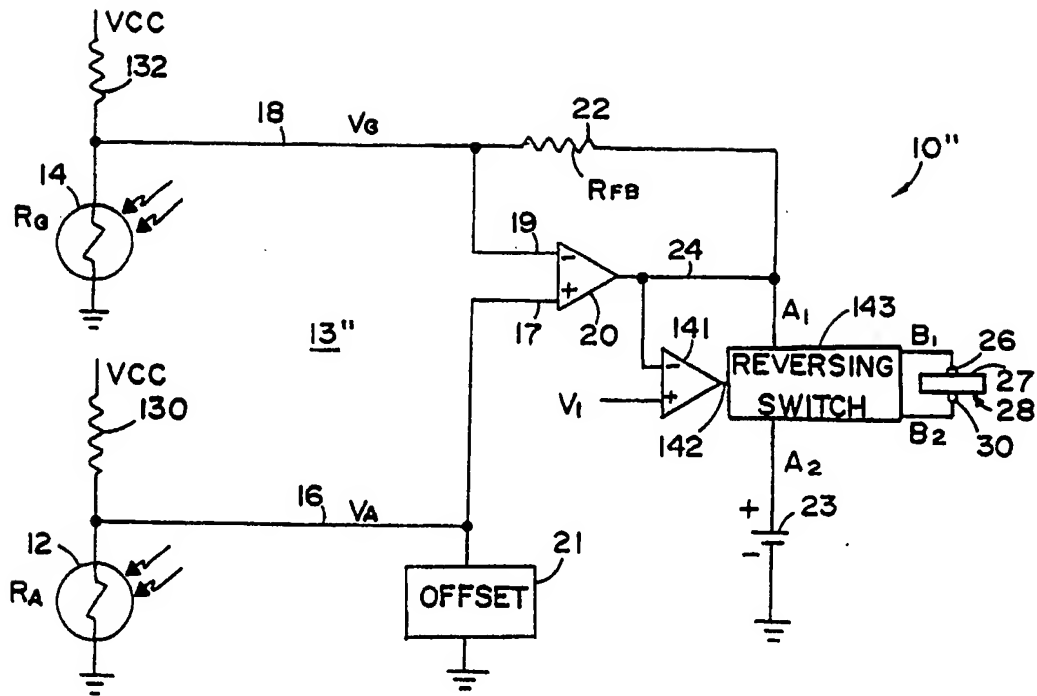 VCC
132
18
VG
22
10"
14
RG
RFB
19
-
24
+
17
20
A1
143
13"
141
B1
26
VCC
-
REVERSING
27
130
V1
+
SWITCH
28
142
B2
30
A2
16
VA
+
23
12
21
-
RA
OFFSET